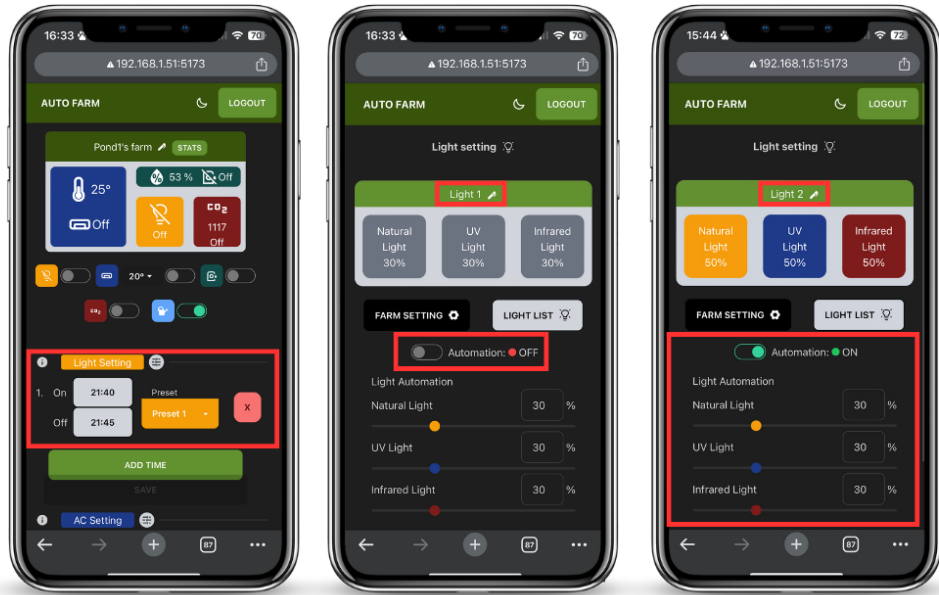 16:33
70
192.168.1.51:5173
AUTO FARM
LOGOUT
Pond1's farm
STATS
25°
Off
53 %
Off
Off
CO₂
1117
Off
20°
CO₂
Light Setting
1. On 21:40
Off 21:45
Preset
Preset 1
X
ADD TIME
SAVE
AC Setting
87
16:33
70
192.168.1.51:5173
AUTO FARM
LOGOUT
Light setting
Light 1
Natural
Light
30%
UV
Light
30%
Infrared
Light
30%
FARM SETTING
LIGHT LIST
Automation: OFF
Light Automation
Natural Light 30 %
UV Light 30 %
Infrared Light 30 %
87
15:44
72
192.168.1.51:5173
AUTO FARM
LOGOUT
Light setting
Light 2
Natural
Light
50%
UV
Light
50%
Infrared
Light
50%
FARM SETTING
LIGHT LIST
Automation: ON
Light Automation
Natural Light 30 %
UV Light 30 %
Infrared Light 30 %
87